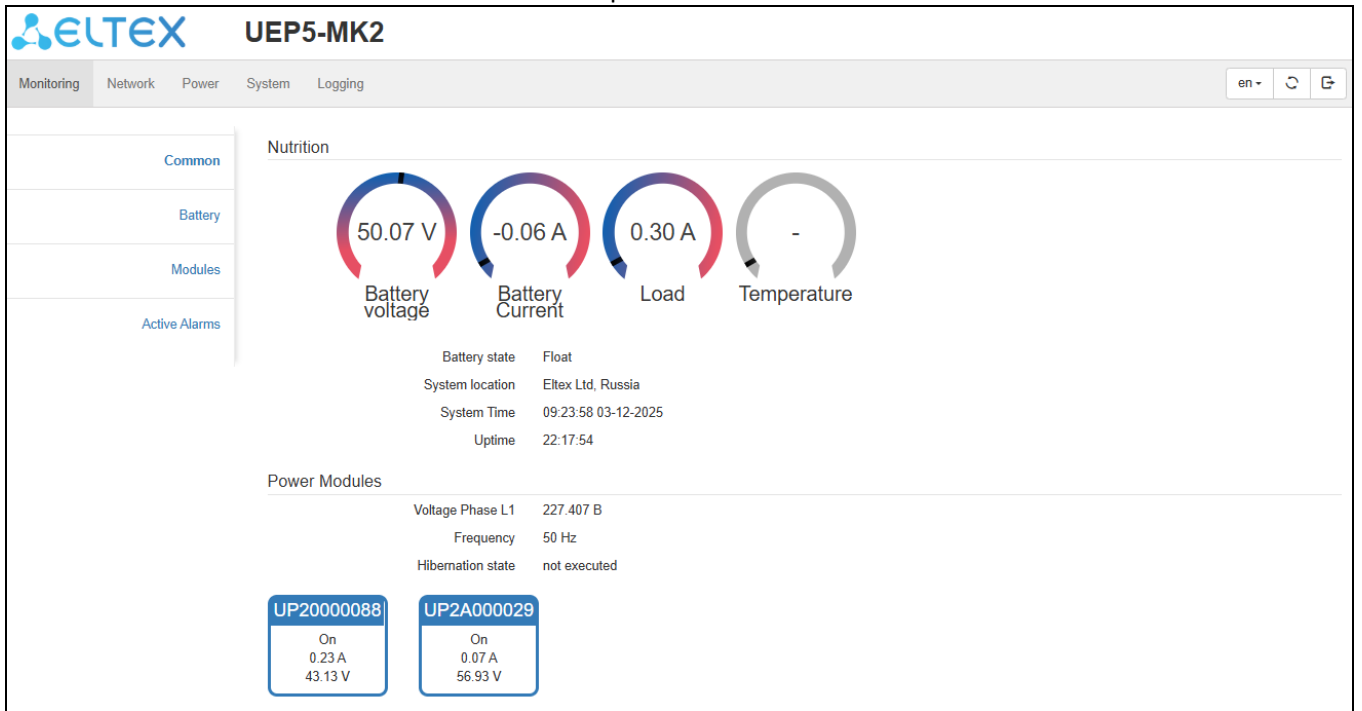 ELTEX UEP5-MK2
Monitoring Network Power System Logging en
Common
Battery
Modules
Active Alarms
Nutrition
50.07 V -0.06 A 0.30 A -
Battery voltage Battery Current Load Temperature
Battery state Float
System location Eltex Ltd, Russia
System Time 09:23:58 03-12-2025
Uptime 22:17:54
Power Modules
Voltage Phase L1 227.407 B
Frequency 50 Hz
Hibernation state not executed
UP20000088 UP2A000029
On On
0.23 A 0.07 A
43.13 V 56.93 V